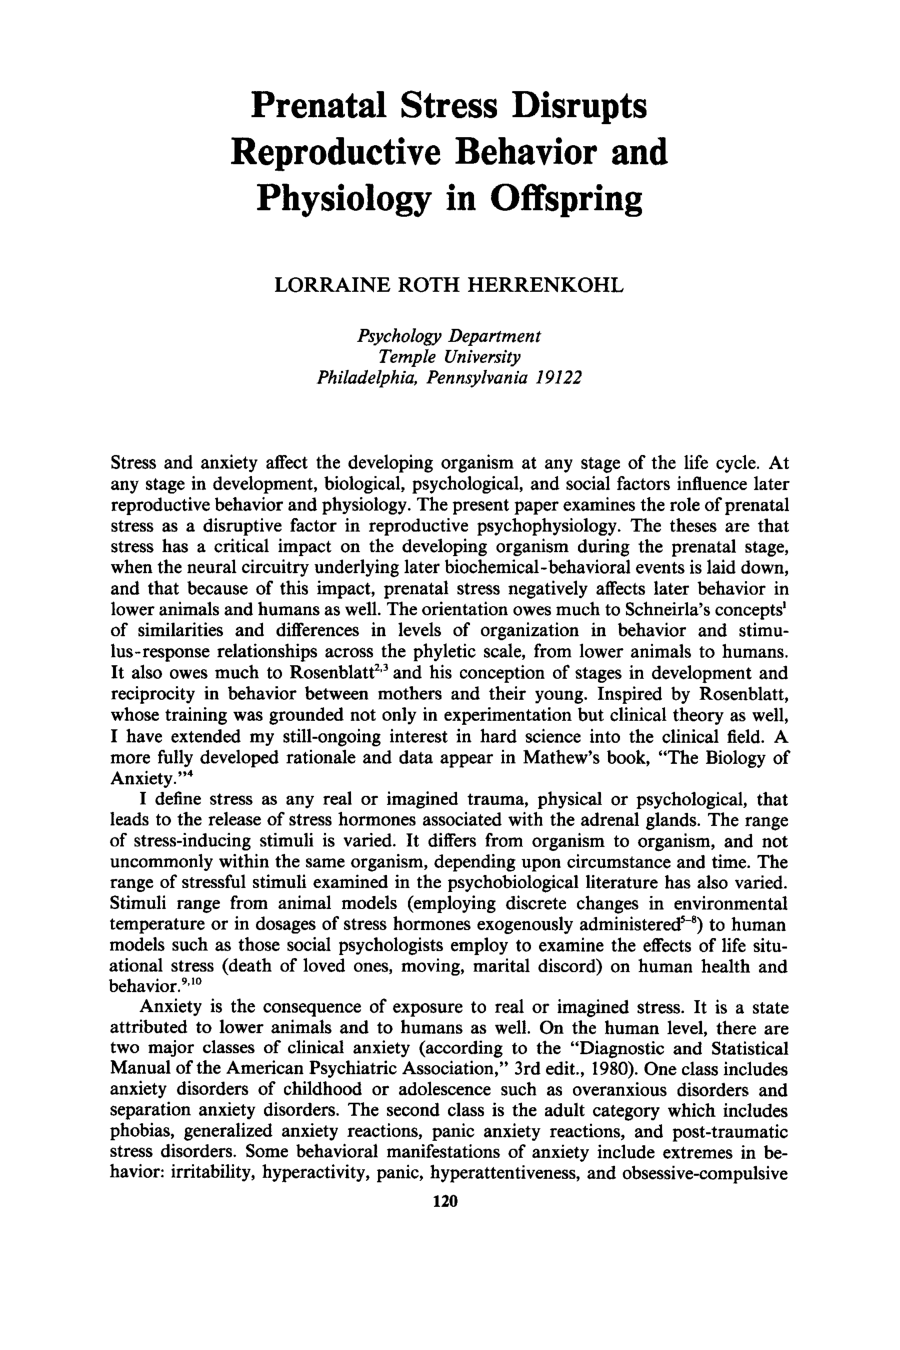 Prenatal Stress Disrupts
Reproductive Behavior and
Physiology in Offspring
LORRAINE ROTH HERRENKOHL
Psychology Department
Temple University
Philadelphia, Pennsylvania 19122
Stress and anxiety affect the developing organism at any stage of the life cycle. At
any stage in development, biological, psychological, and social factors influence later
reproductive behavior and physiology. The present paper examines the role of prenatal
stress as a disruptive factor in reproductive psychophysiology. The theses are that
stress has a critical impact on the developing organism during the prenatal stage,
when the neural circuitry underlying later biochemical-behavioral events is laid down,
and that because of this impact, prenatal stress negatively affects later behavior in
lower animals and humans as well. The orientation owes much to Schneirla's concepts¹
of similarities and differences in levels of organization in behavior and stimu-
lus-response relationships across the phyletic scale, from lower animals to humans.
It also owes much to Rosenblatt²,³ and his conception of stages in development and
reciprocity in behavior between mothers and their young. Inspired by Rosenblatt,
whose training was grounded not only in experimentation but clinical theory as well,
I have extended my still-ongoing interest in hard science into the clinical field. A
more fully developed rationale and data appear in Mathew's book, “The Biology of
Anxiety.”⁴
I define stress as any real or imagined trauma, physical or psychological, that
leads to the release of stress hormones associated with the adrenal glands. The range
of stress-inducing stimuli is varied. It differs from organism to organism, and not
uncommonly within the same organism, depending upon circumstance and time. The
range of stressful stimuli examined in the psychobiological literature has also varied.
Stimuli range from animal models (employing discrete changes in environmental
temperature or in dosages of stress hormones exogenously administered⁵⁻⁸) to human
models such as those social psychologists employ to examine the effects of life situ-
ational stress (death of loved ones, moving, marital discord) on human health and
behavior.⁹,¹⁰
Anxiety is the consequence of exposure to real or imagined stress. It is a state
attributed to lower animals and to humans as well. On the human level, there are
two major classes of clinical anxiety (according to the “Diagnostic and Statistical
Manual of the American Psychiatric Association,” 3rd edit., 1980). One class includes
anxiety disorders of childhood or adolescence such as overanxious disorders and
separation anxiety disorders. The second class is the adult category which includes
phobias, generalized anxiety reactions, panic anxiety reactions, and post-traumatic
stress disorders. Some behavioral manifestations of anxiety include extremes in be-
havior: irritability, hyperactivity, panic, hyperattentiveness, and obsessive-compulsive
120